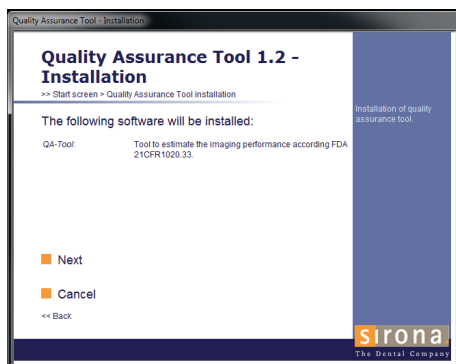 Quality Assurance Tool - Installation
Quality Assurance Tool 1.2 -
Installation
>> Start screen > Quality Assurance Tool installation
The following software will be installed:
QA-Tool: Tool to estimate the imaging performance according FDA
21CFR1020.33.
Installation of quality
assurance tool.
Next
Cancel
<< Back
sirona.
The Dental Company